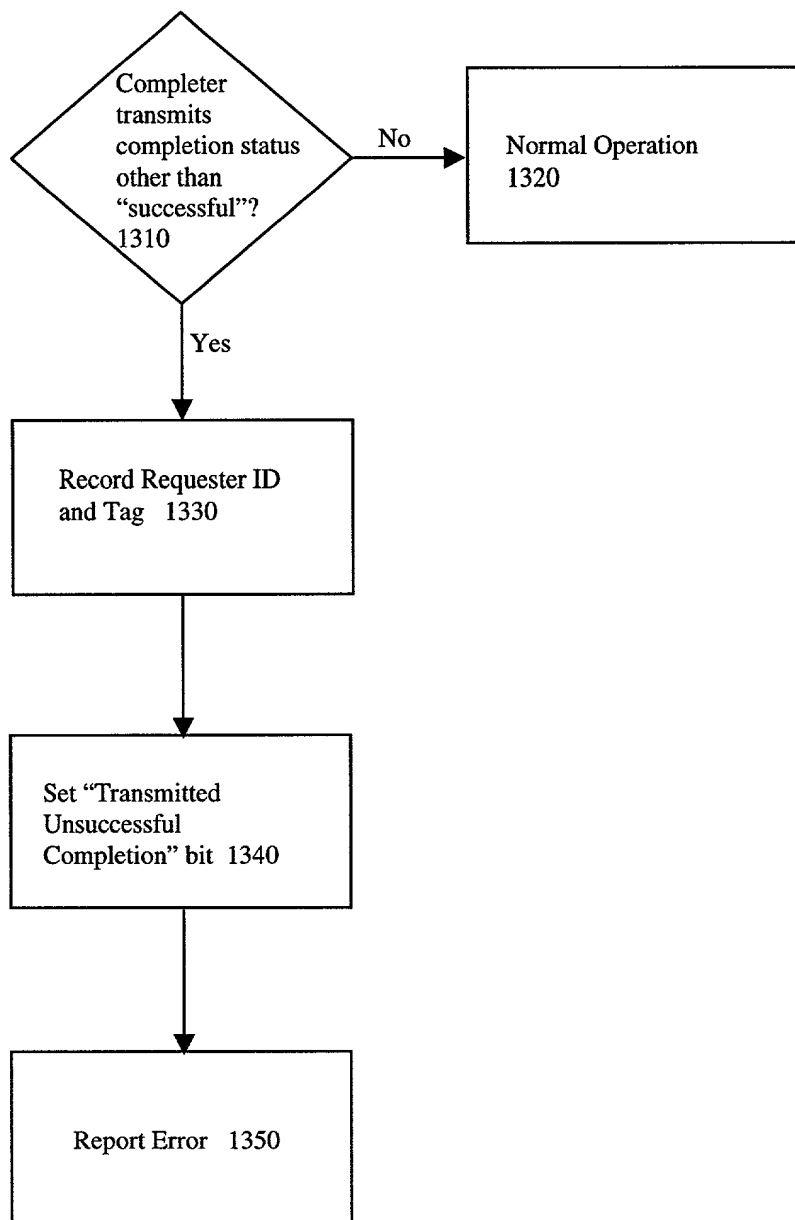 Completer
transmits
completion status
other than
“successful”?
1310
No
Normal Operation
1320
Yes
Record Requester ID
and Tag 1330
Set “Transmitted
Unsuccessful
Completion” bit 1340
Report Error 1350